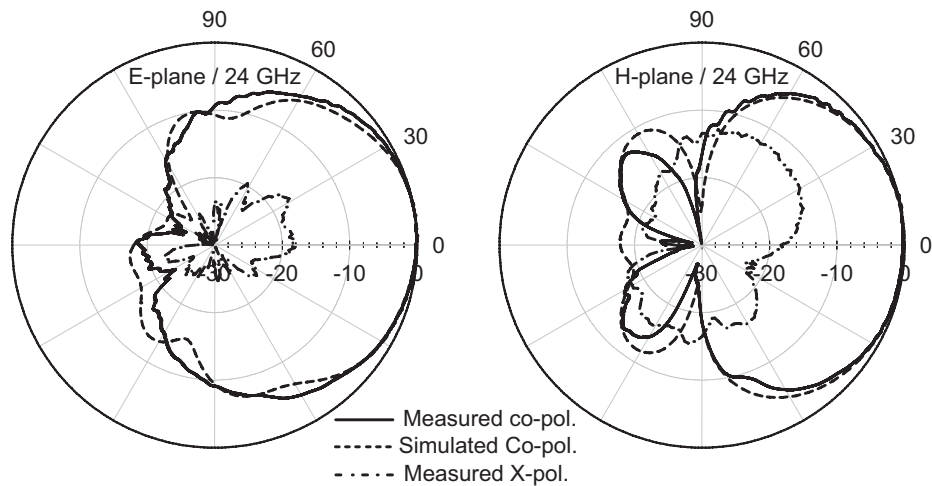 90
60
E-plane / 24 GHz
30
0
-30 -20 -10 0
90
60
H-plane / 24 GHz
30
0
-30 -20 -10 0
Measured co-pol.
Simulated Co-pol.
Measured X-pol.